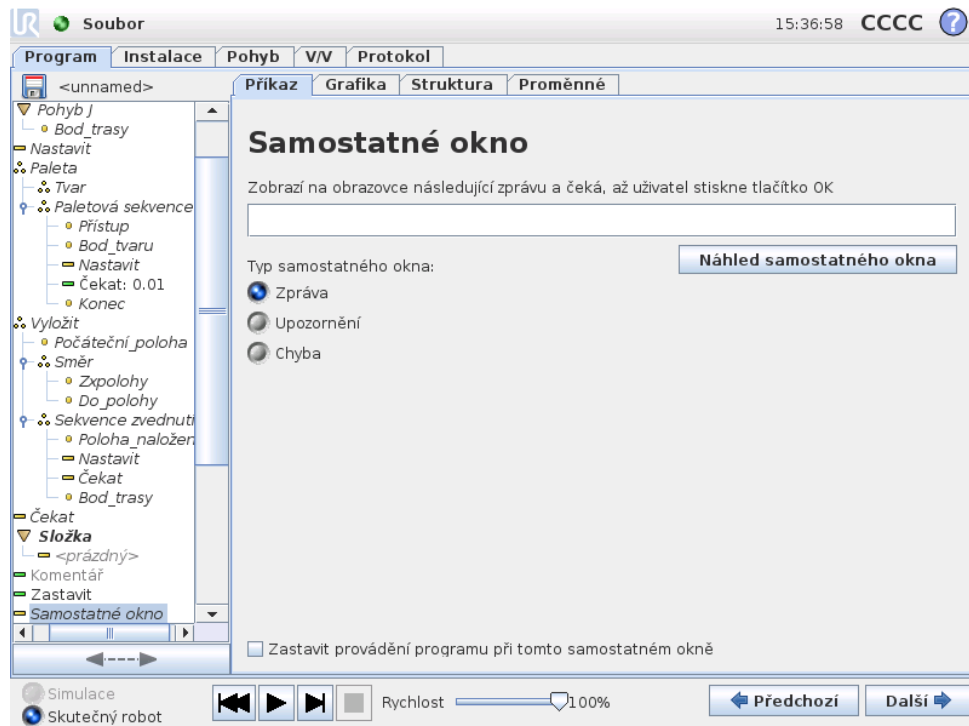 Soubor
15:36:58 CCCC ?
Program Instalace Pohyb V/V Protokol
<unnamed>
Příkaz Grafika Struktura Proměnné
Pohyb J
Bod_trasy
Nastavit
Paleta
Tvar
Paletová sekvence
Přístup
Bod_tvaru
Nastavit
Čekat: 0.01
Konec
Vyložit
Počáteční_poloha
Směr
Zxpolohy
Do_polohy
Sekvence zvednutí
Poloha_naložen
Nastavit
Čekat
Bod_trasy
Čekat
Složka
<prázdný>
Komentář
Zastavit
Samostatné okno
Samostatné okno
Zobrazí na obrazovce následující zprávu a čeká, až uživatel stiskne tlačítko OK
Náhled samostatného okna
Typ samostatného okna:
Zpráva
Upozornění
Chyba
Zastavit provádění programu při tomto samostatném okně
Simulace
Skutečný robot
Rychlost 100%
Předchozí
Další